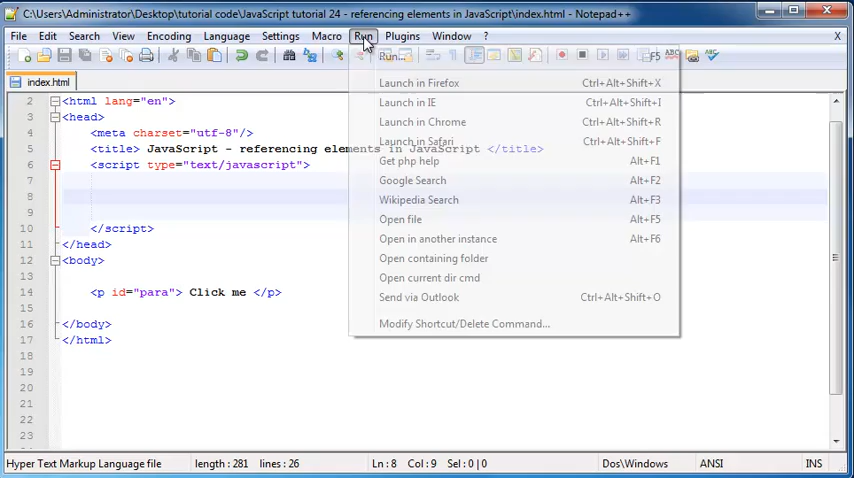 C:\Users\Administrator\Desktop\tutorial code\JavaScript tutorial 24 - referencing elements in JavaScript\index.html - Notepad++
File Edit Search View Encoding Language Settings Macro Run Plugins Window ? X
Run... F5
index.html
Launch in Firefox Ctrl+Alt+Shift+X
Launch in IE Ctrl+Alt+Shift+I
Launch in Chrome Ctrl+Alt+Shift+R
Launch in Safari Ctrl+Alt+Shift+F
Get php help Alt+F1
Google Search Alt+F2
Wikipedia Search Alt+F3
Open file Alt+F5
Open in another instance Alt+F6
Open containing folder
Open current dir cmd
Send via Outlook Ctrl+Alt+Shift+O
Modify Shortcut/Delete Command...
2 <html lang="en">
3 <head>
4 <meta charset="utf-8"/>
5 <title> JavaScript - referencing elements in JavaScript </title>
6 <script type="text/javascript">
7
8
9
10 </script>
11 </head>
12 <body>
13
14 <p id="para"> Click me </p>
15
16 </body>
17 </html>
18
19
20
21
22
23
Hyper Text Markup Language file length : 281 lines : 26 Ln : 8 Col : 9 Sel : 0 | 0 Dos\Windows ANSI INS